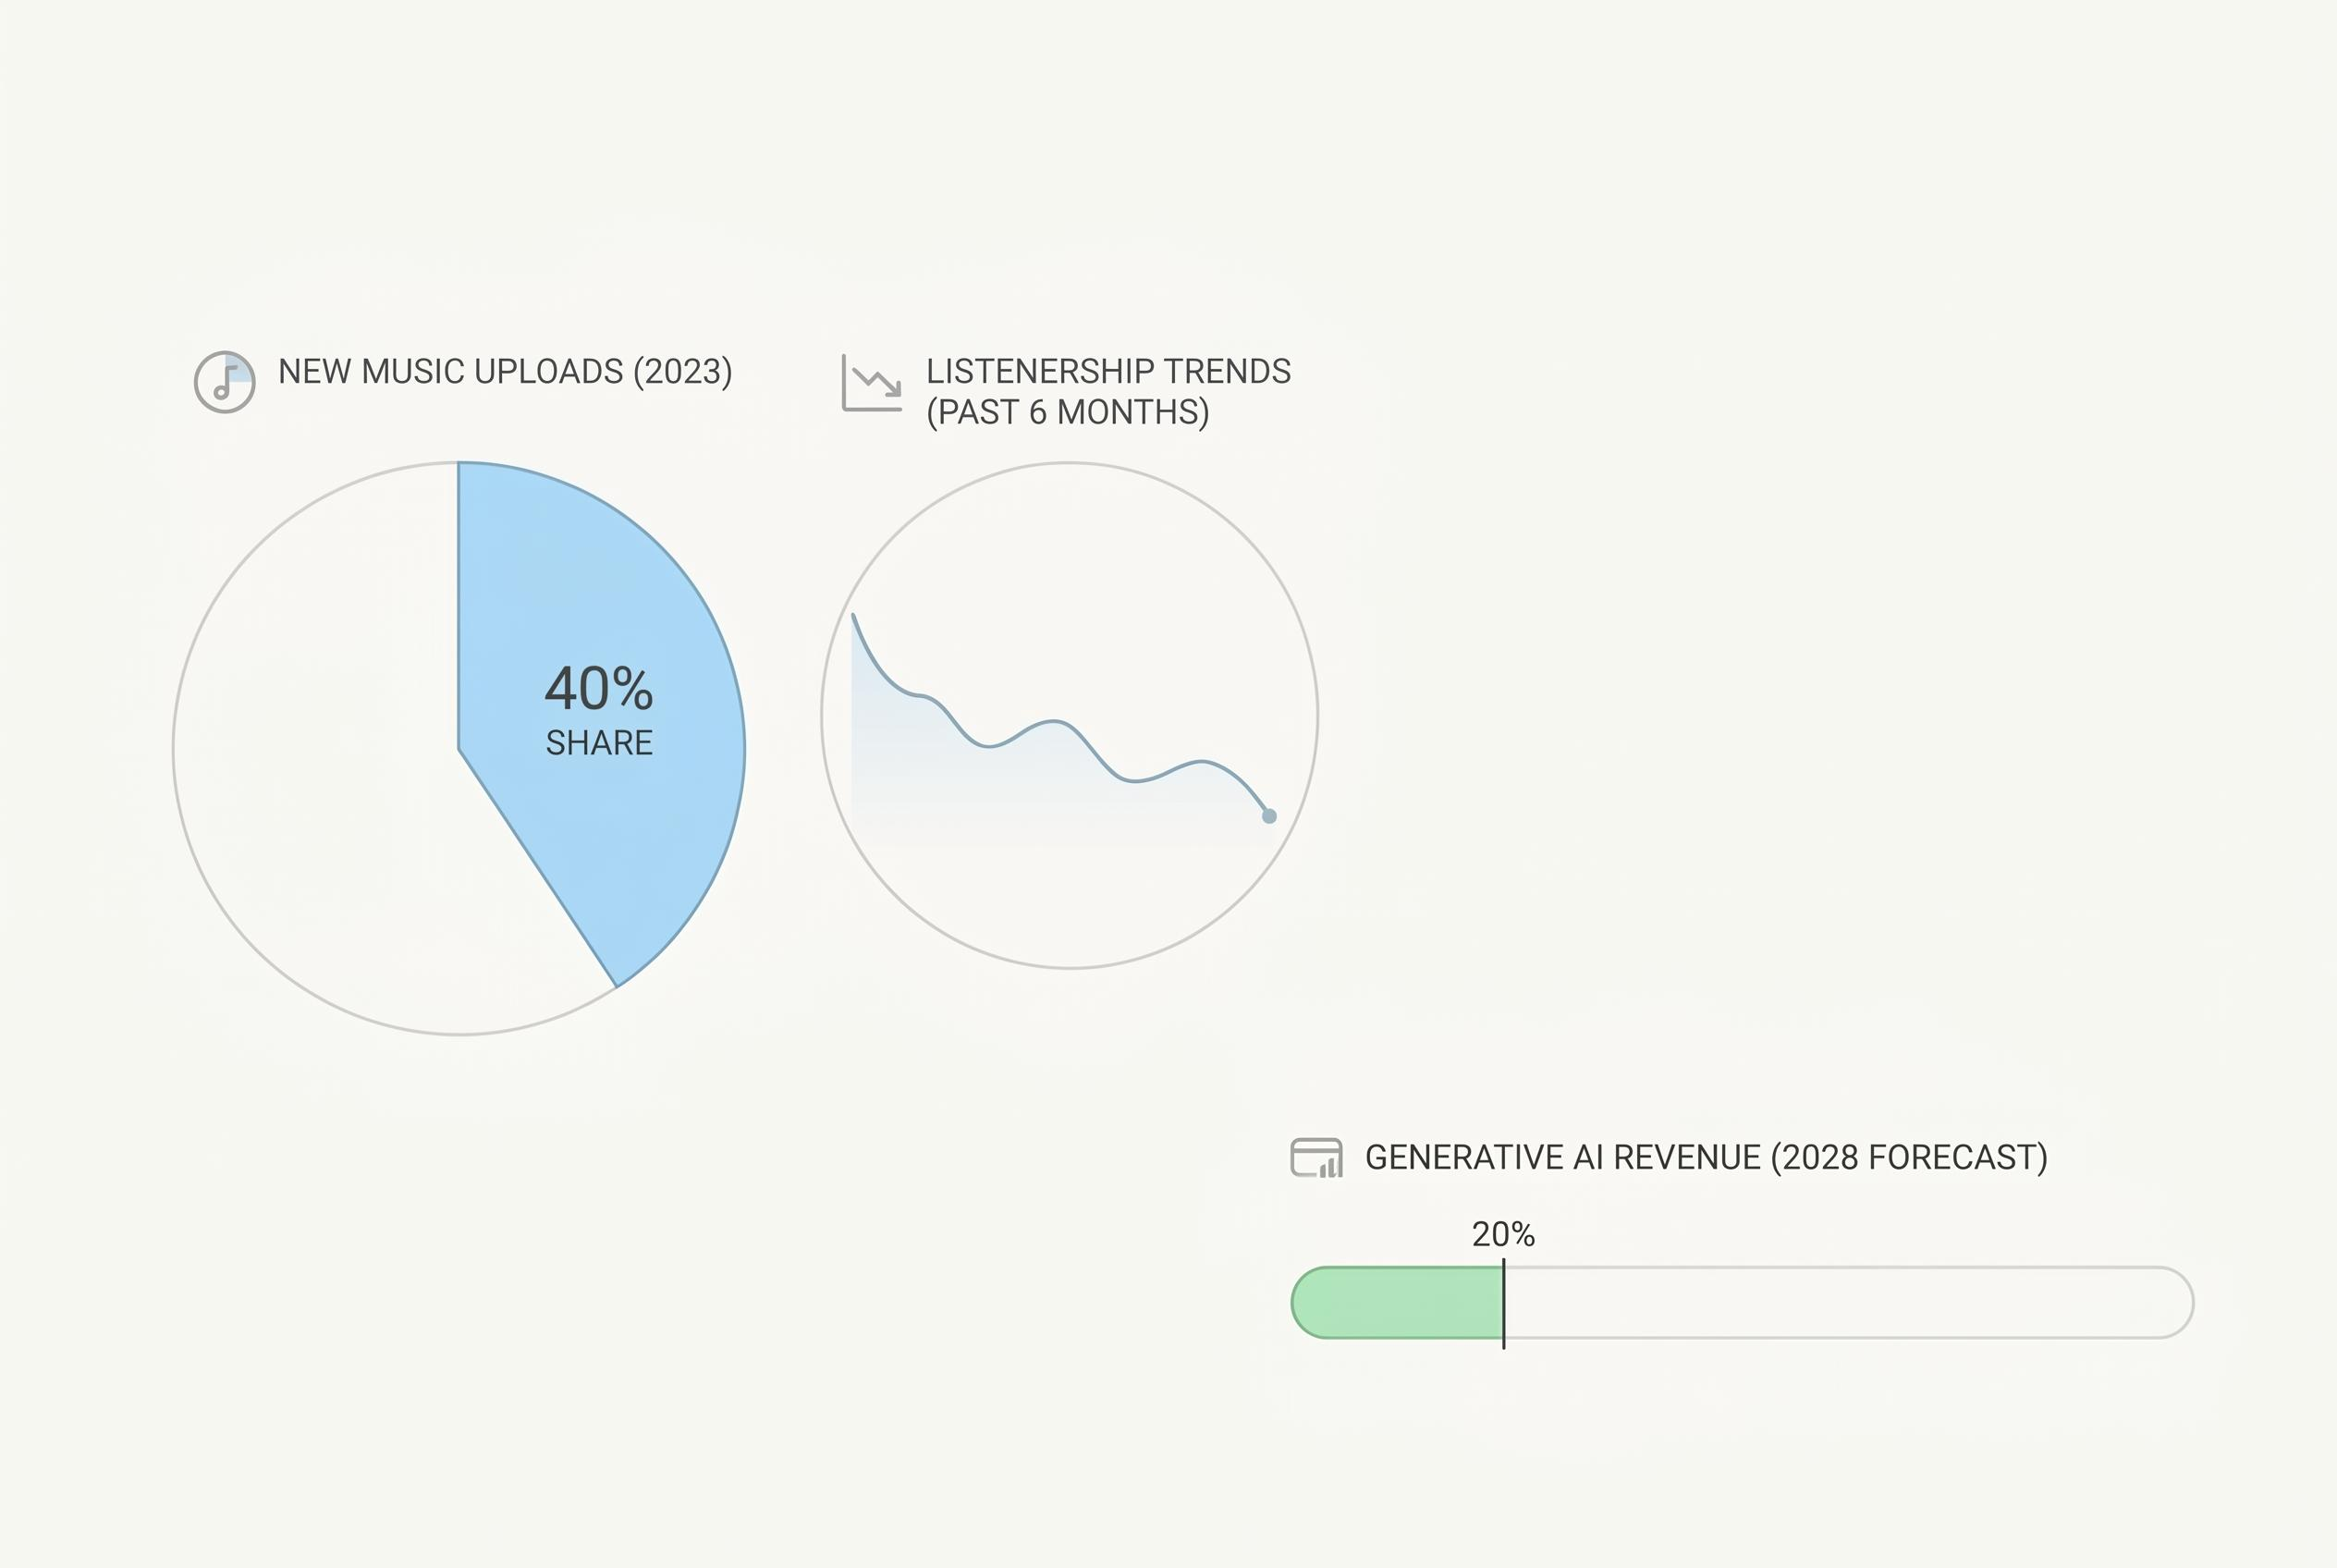 NEW MUSIC UPLOADS (2023)
40%
SHARE
LISTENERSHIP TRENDS
(PAST 6 MONTHS)
GENERATIVE AI REVENUE (2028 FORECAST)
20%